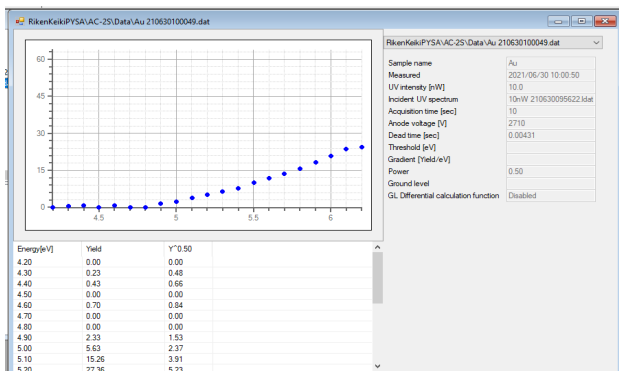 RikenKeikiPYSA\AC-2S\Data\Au 210630100049.dat
60
45
30
15
0
4.5 5 5.5 6
RikenKeikiPYSA\AC-2S\Data\Au 210630100049.dat
Sample name Au
Measured 2021/06/30 10:00:50
UV intensity [nW] 10.0
Incident UV spectrum 10nW 210630095622.ldat
Acquisition time [sec] 10
Anode voltage [V] 2710
Dead time [sec] 0.00431
Threshold [eV]
Gradient [Yield/eV]
Power 0.50
Ground level
GL Differential calculation function Disabled
Energy[eV] Yield Y^0.50
4.20 0.00 0.00
4.30 0.23 0.48
4.40 0.43 0.66
4.50 0.00 0.00
4.60 0.70 0.84
4.70 0.00 0.00
4.80 0.00 0.00
4.90 2.33 1.53
5.00 5.63 2.37
5.10 15.26 3.91
5.20 27.36 5.23